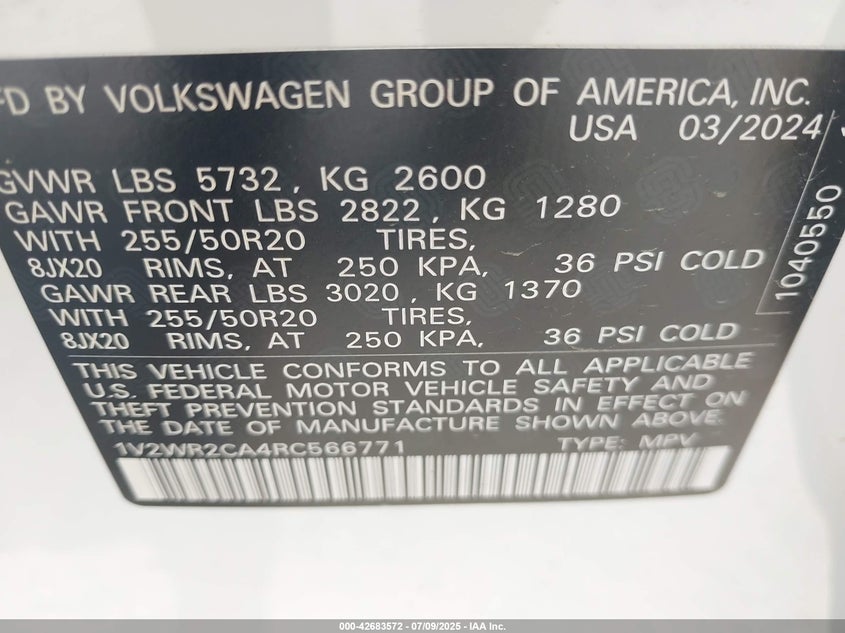 FD BY VOLKSWAGEN GROUP OF AMERICA, INC.
USA 03/2024
GVWR LBS 5732, KG 2600
GAWR FRONT LBS 2822, KG 1280
WITH 255/50R20 TIRES,
8JX20 RIMS, AT 250 KPA, 36 PSI COLD
GAWR REAR LBS 3020, KG 1370
WITH 255/50R20 TIRES,
8JX20 RIMS, AT 250 KPA, 36 PSI COLD
THIS VEHICLE CONFORMS TO ALL APPLICABLE
U.S. FEDERAL MOTOR VEHICLE SAFETY AND
THEFT PREVENTION STANDARDS IN EFFECT ON
THE DATE OF MANUFACTURE SHOWN ABOVE.
1V2WR2CA4RC566771 TYPE: MPV
1040550
000-42683572 - 07/09/2025 - IAA Inc.